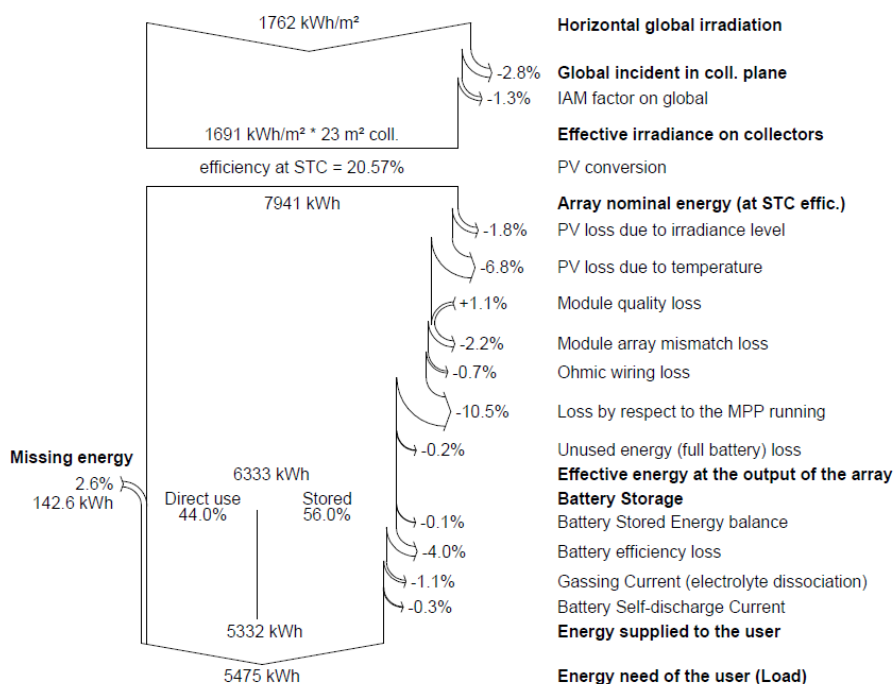 1762 kWh/m² Horizontal global irradiation
-2.8% Global incident in coll. plane
-1.3% IAM factor on global
1691 kWh/m² * 23 m² coll. Effective irradiance on collectors
efficiency at STC = 20.57% PV conversion
7941 kWh Array nominal energy (at STC effic.)
-1.8% PV loss due to irradiance level
-6.8% PV loss due to temperature
+1.1% Module quality loss
-2.2% Module array mismatch loss
-0.7% Ohmic wiring loss
-10.5% Loss by respect to the MPP running
-0.2% Unused energy (full battery) loss
Missing energy
6333 kWh Effective energy at the output of the array
2.6%
142.6 kWh
Direct use Stored Battery Storage
44.0% 56.0%
-0.1% Battery Stored Energy balance
-4.0% Battery efficiency loss
-1.1% Gassing Current (electrolyte dissociation)
-0.3% Battery Self-discharge Current
5332 kWh Energy supplied to the user
5475 kWh Energy need of the user (Load)